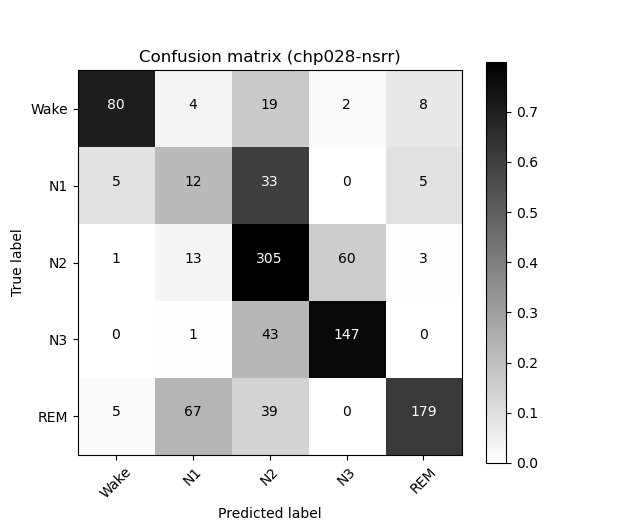 Confusion matrix (chp028-nsrr)
Wake 80 4 19 2 8
N1 5 12 33 0 5
N2 1 13 305 60 3
N3 0 1 43 147 0
REM 5 67 39 0 179
Wake N1 N2 N3 REM
Predicted label
True label
0.7
0.6
0.5
0.4
0.3
0.2
0.1
0.0